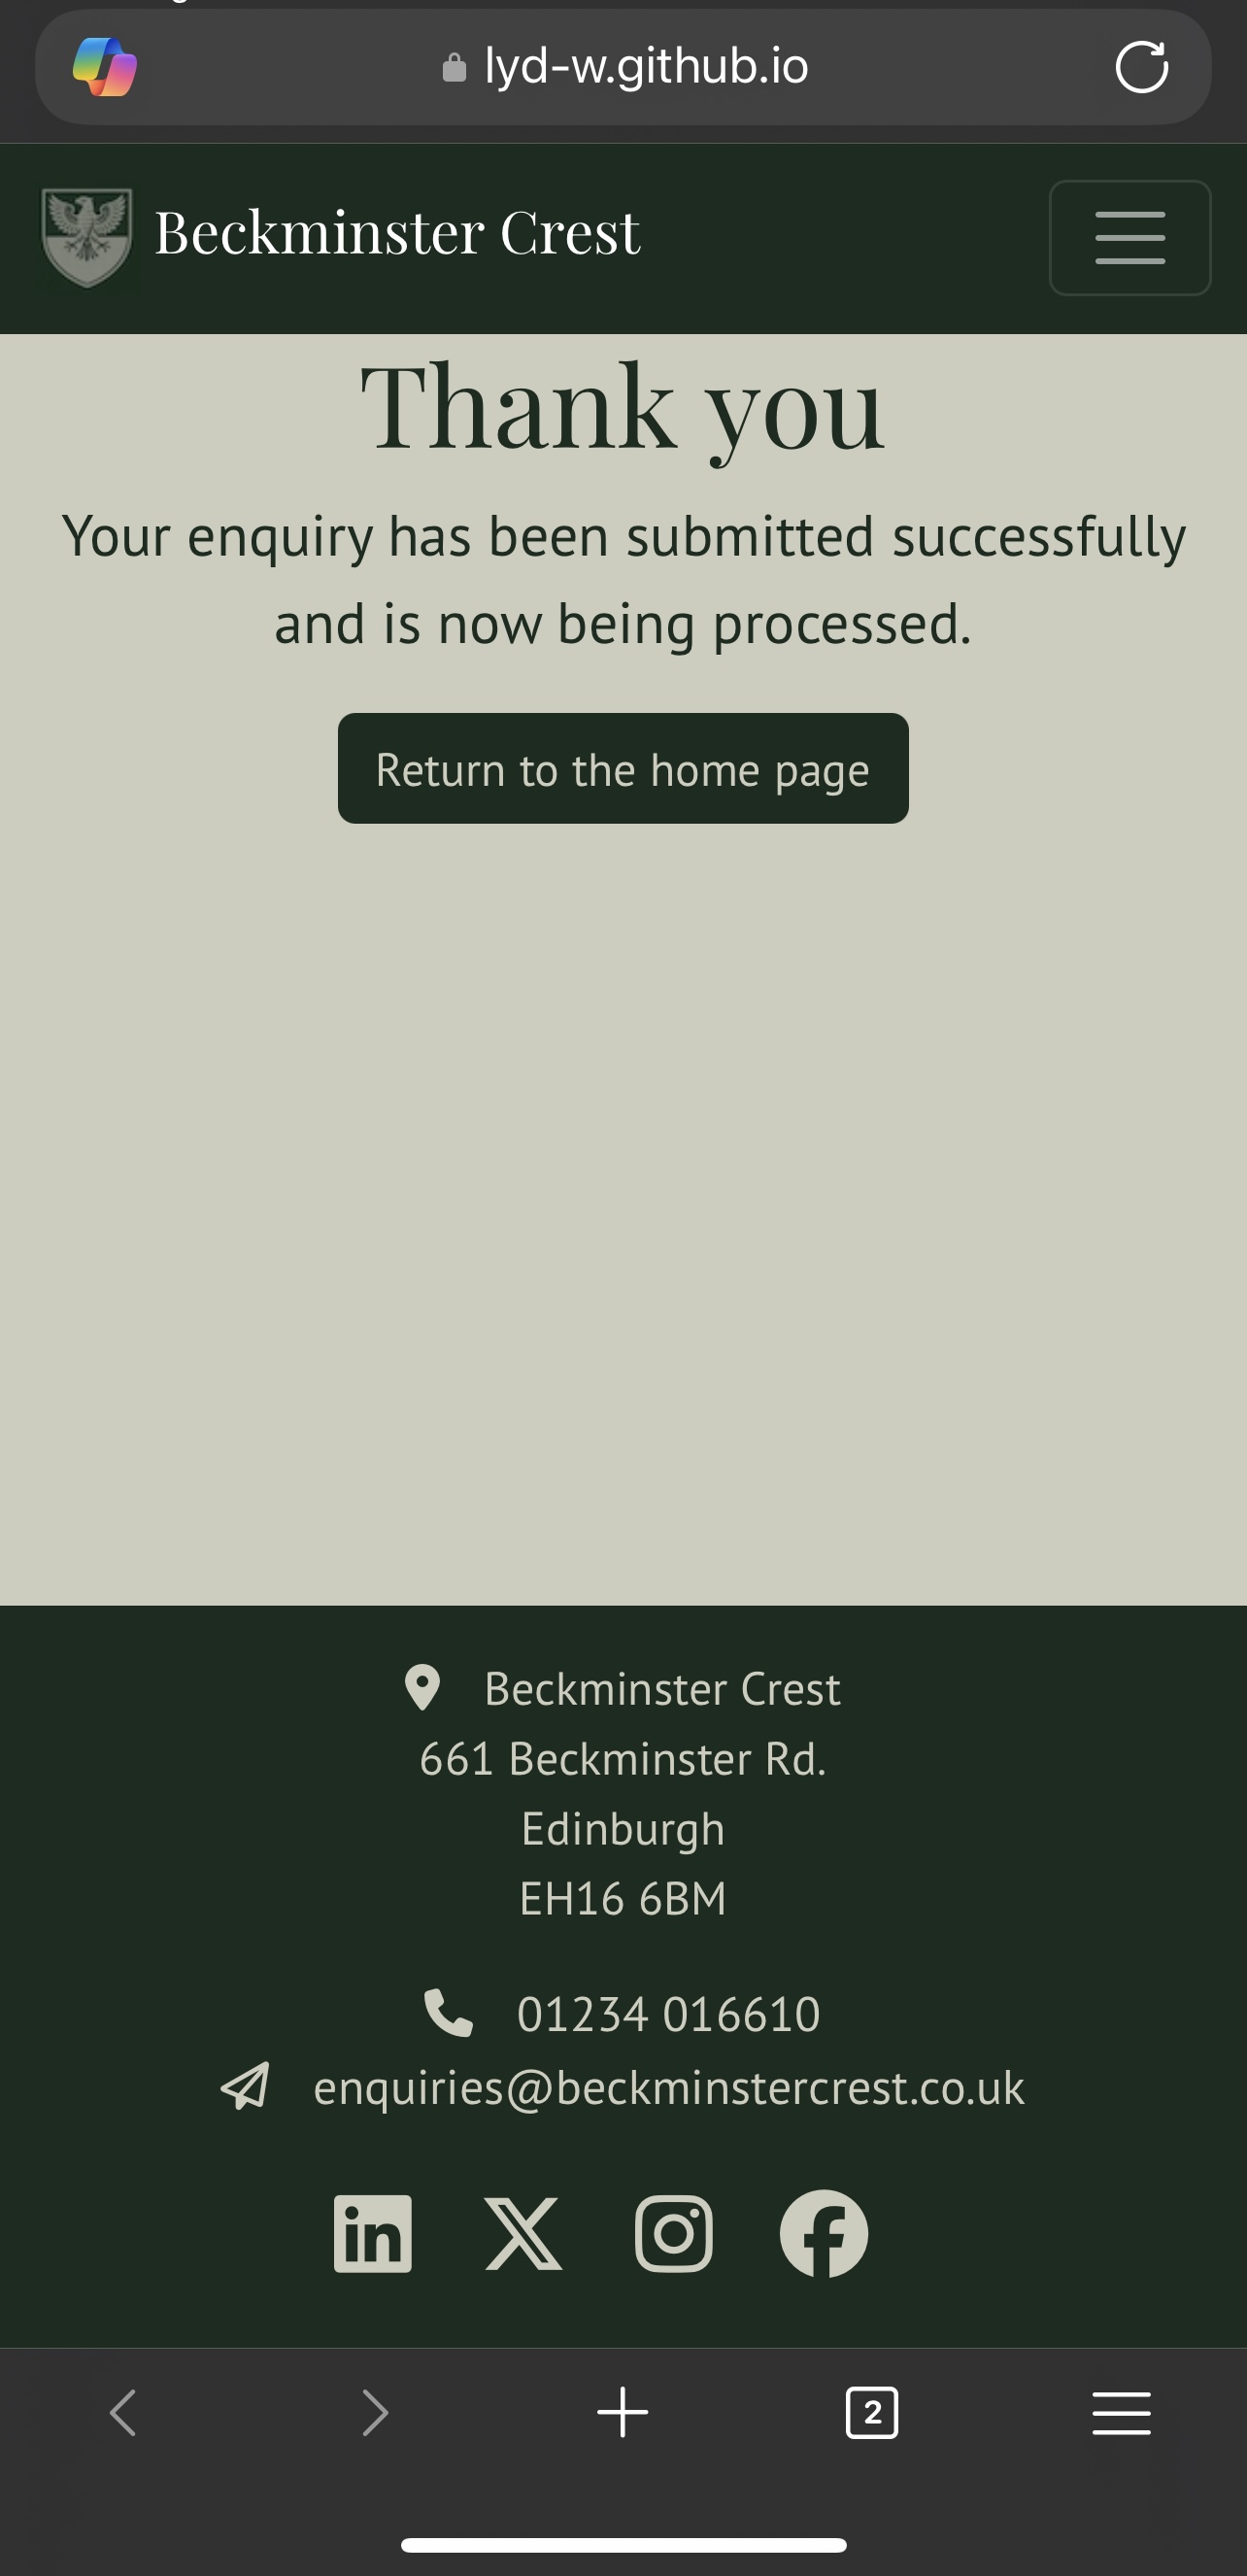 lyd-w.github.io
Beckminster Crest
Thank you
Your enquiry has been submitted successfully
and is now being processed.
Return to the home page
Beckminster Crest
661 Beckminster Rd.
Edinburgh
EH16 6BM
01234 016610
enquiries@beckminstercrest.co.uk
in
2